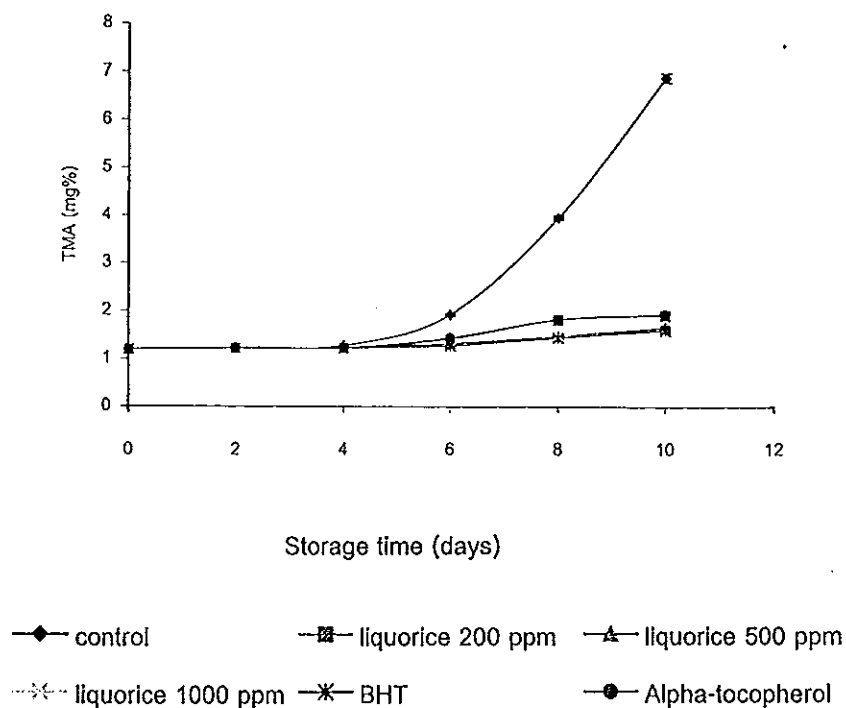 8
7
6
5
4
3
2
1
0
TMA (mg%)
0 2 4 6 8 10 12
Storage time (days)
control liquorice 200 ppm liquorice 500 ppm
liquorice 1000 ppm BHT Alpha-tocopherol